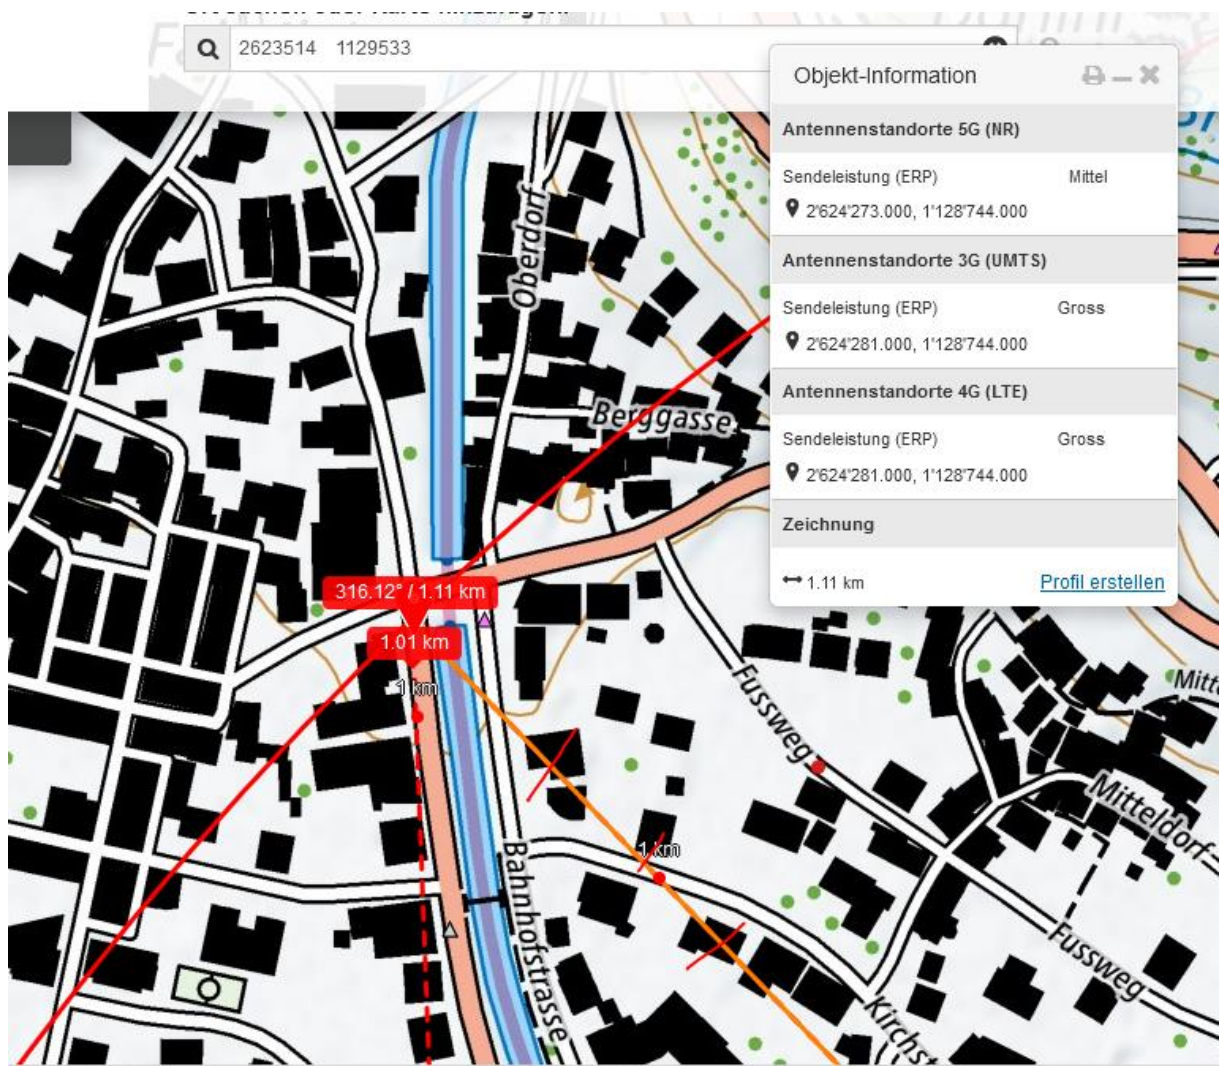 2623514 1129533
Objekt-Information
Antennenstandorte 5G (NR)
Sendeleistung (ERP) Mittel
2'624'273.000, 1'128'744.000
Antennenstandorte 3G (UMTS)
Sendeleistung (ERP) Gross
2'624'281.000, 1'128'744.000
Antennenstandorte 4G (LTE)
Sendeleistung (ERP) Gross
2'624'281.000, 1'128'744.000
Zeichnung
1.11 km Profil erstellen
Oberdorf
Berggasse
316.12° / 1.11 km
1.01 km
1 km
Fussweg
Mitte
Mitteldorf
1 km
Bahnhofstrasse
Fussweg
Kirchst